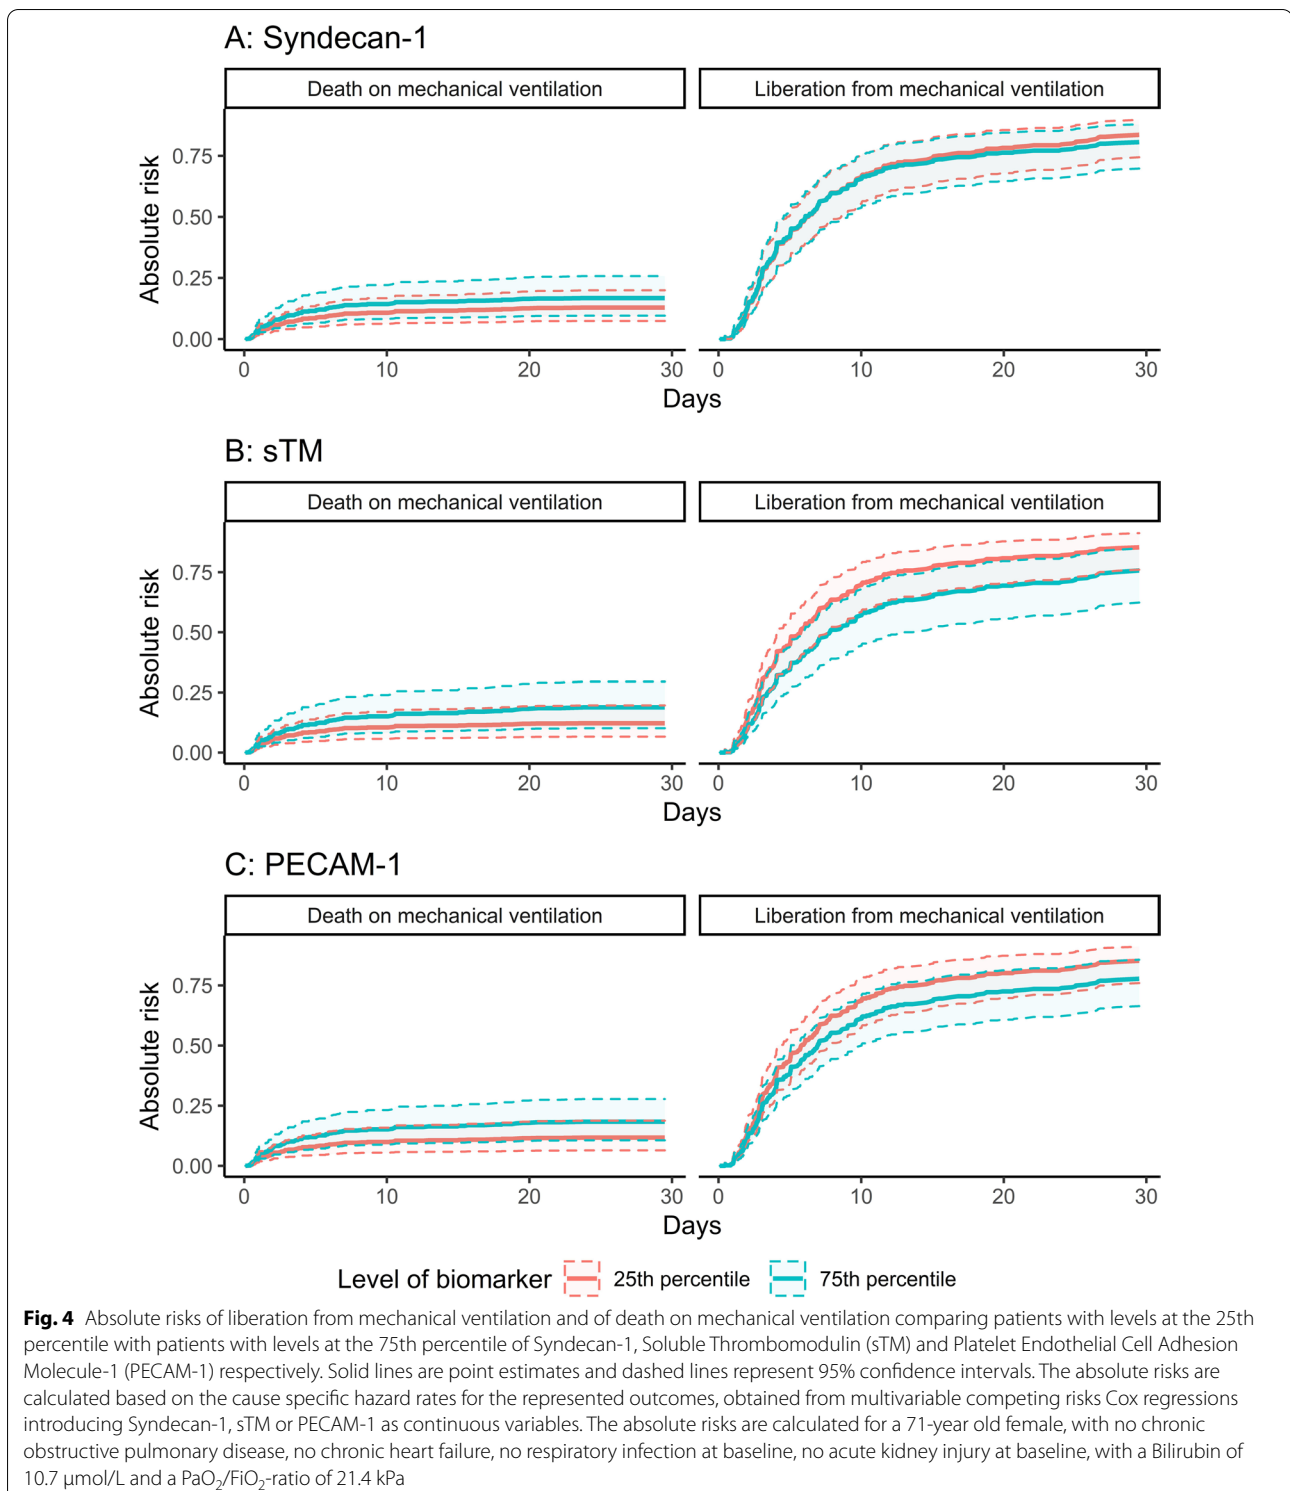 A: Syndecan-1
Death on mechanical ventilation
Liberation from mechanical ventilation
Absolute risk
0.75
0.50
0.25
0.00
0 10 20 30
0 10 20 30
Days
B: sTM
Death on mechanical ventilation
Liberation from mechanical ventilation
Absolute risk
0.75
0.50
0.25
0.00
0 10 20 30
0 10 20 30
Days
C: PECAM-1
Death on mechanical ventilation
Liberation from mechanical ventilation
Absolute risk
0.75
0.50
0.25
0.00
0 10 20 30
0 10 20 30
Days
Level of biomarker 25th percentile 75th percentile
Fig. 4 Absolute risks of liberation from mechanical ventilation and of death on mechanical ventilation comparing patients with levels at the 25th
percentile with patients with levels at the 75th percentile of Syndecan-1, Soluble Thrombomodulin (sTM) and Platelet Endothelial Cell Adhesion
Molecule-1 (PECAM-1) respectively. Solid lines are point estimates and dashed lines represent 95% confidence intervals. The absolute risks are
calculated based on the cause specific hazard rates for the represented outcomes, obtained from multivariable competing risks Cox regressions
introducing Syndecan-1, sTM or PECAM-1 as continuous variables. The absolute risks are calculated for a 71-year old female, with no chronic
obstructive pulmonary disease, no chronic heart failure, no respiratory infection at baseline, no acute kidney injury at baseline, with a Bilirubin of
10.7 μmol/L and a PaO₂/FiO₂-ratio of 21.4 kPa